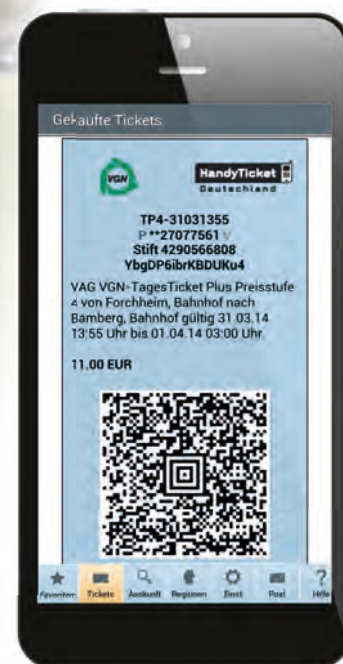 Gekaufte Tickets
VGN
HandyTicket
Deutschland
TP4-31031355
P **27077561 V
Stift 4290566808
YbgDP6ibrKBDUKu4
VAG VGN-TagesTicket Plus Preisstufe
4 von Forchheim, Bahnhof nach
Bamberg, Bahnhof gültig 31.03.14
13:55 Uhr bis 01.04.14 03:00 Uhr.
11.00 EUR
Favoriten Tickets Auskunft Regionen Einst Post Hilfe